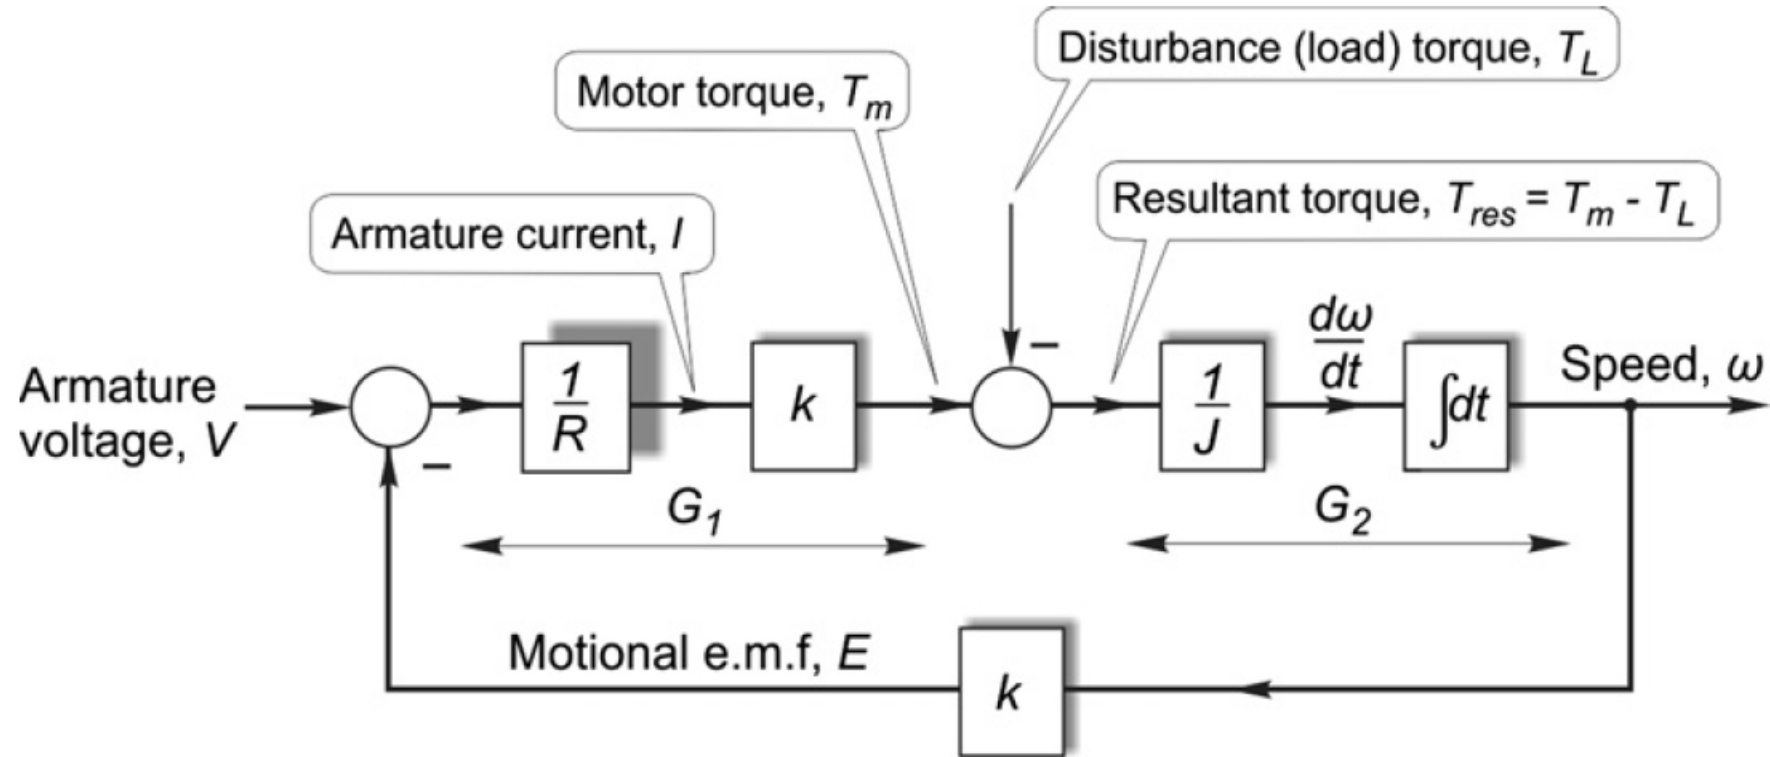 Disturbance (load) torque, T_L
Motor torque, T_m
Resultant torque, T_res = T_m - T_L
Armature current, I
Armature
voltage, V
−
1
R
k
−
1
J
dω
dt
∫dt
Speed, ω
G_1
G_2
Motional e.m.f, E
k